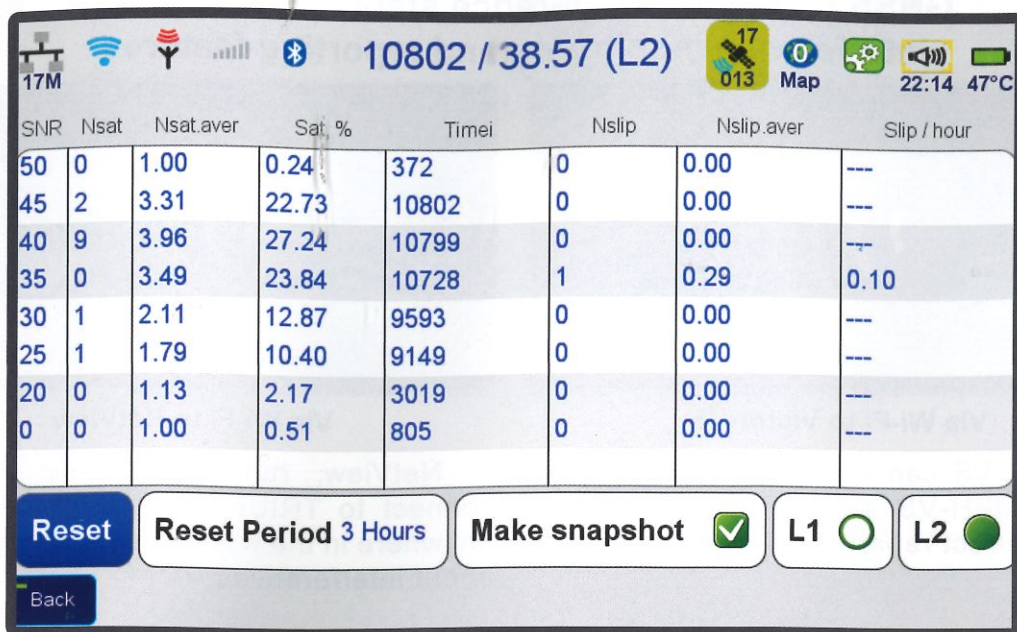 17M 10802 / 38.57 (L2) 17 013 0 Map 22:14 47°C
SNR Nsat Nsat.aver Sat. % Timei Nslip Nslip.aver Slip / hour
50 0 1.00 0.24 372 0 0.00 ---
45 2 3.31 22.73 10802 0 0.00 ---
40 9 3.96 27.24 10799 0 0.00 ---
35 0 3.49 23.84 10728 1 0.29 0.10
30 1 2.11 12.87 9593 0 0.00 ---
25 1 1.79 10.40 9149 0 0.00 ---
20 0 1.13 2.17 3019 0 0.00 ---
0 0 1.00 0.51 805 0 0.00 ---
Reset Reset Period 3 Hours Make snapshot L1 L2
Back